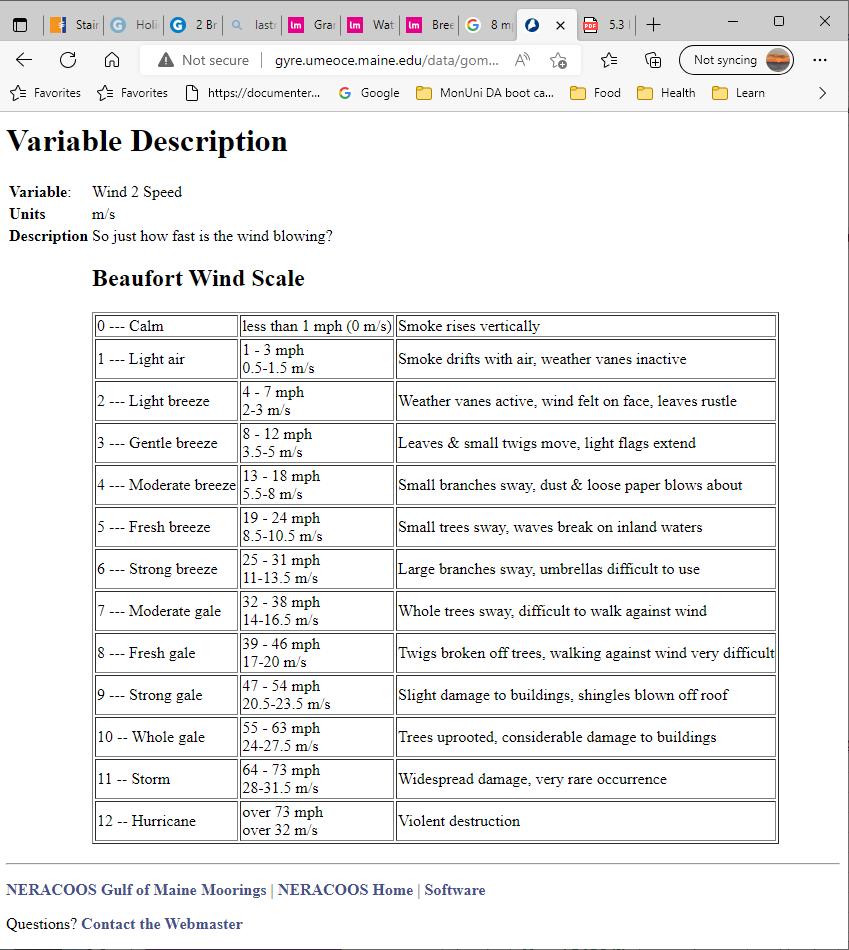 Stair
Holi
2 Br
lastr
Gra
Wat
Bree
8 m
5.3
Not secure
gyre.umeoce.maine.edu/data/gom...
Not syncing
Favorites
Favorites
https://documenter...
Google
MonUni DA boot ca...
Food
Health
Learn
Variable Description
Variable: Wind 2 Speed
Units m/s
Description So just how fast is the wind blowing?
Beaufort Wind Scale
0 --- Calm less than 1 mph (0 m/s) Smoke rises vertically
1 --- Light air 1 - 3 mph
0.5-1.5 m/s Smoke drifts with air, weather vanes inactive
2 --- Light breeze 4 - 7 mph
2-3 m/s Weather vanes active, wind felt on face, leaves rustle
3 --- Gentle breeze 8 - 12 mph
3.5-5 m/s Leaves & small twigs move, light flags extend
4 --- Moderate breeze 13 - 18 mph
5.5-8 m/s Small branches sway, dust & loose paper blows about
5 --- Fresh breeze 19 - 24 mph
8.5-10.5 m/s Small trees sway, waves break on inland waters
6 --- Strong breeze 25 - 31 mph
11-13.5 m/s Large branches sway, umbrellas difficult to use
7 --- Moderate gale 32 - 38 mph
14-16.5 m/s Whole trees sway, difficult to walk against wind
8 --- Fresh gale 39 - 46 mph
17-20 m/s Twigs broken off trees, walking against wind very difficult
9 --- Strong gale 47 - 54 mph
20.5-23.5 m/s Slight damage to buildings, shingles blown off roof
10 -- Whole gale 55 - 63 mph
24-27.5 m/s Trees uprooted, considerable damage to buildings
11 -- Storm 64 - 73 mph
28-31.5 m/s Widespread damage, very rare occurrence
12 -- Hurricane over 73 mph
over 32 m/s Violent destruction
NERACOOS Gulf of Maine Moorings | NERACOOS Home | Software
Questions? Contact the Webmaster